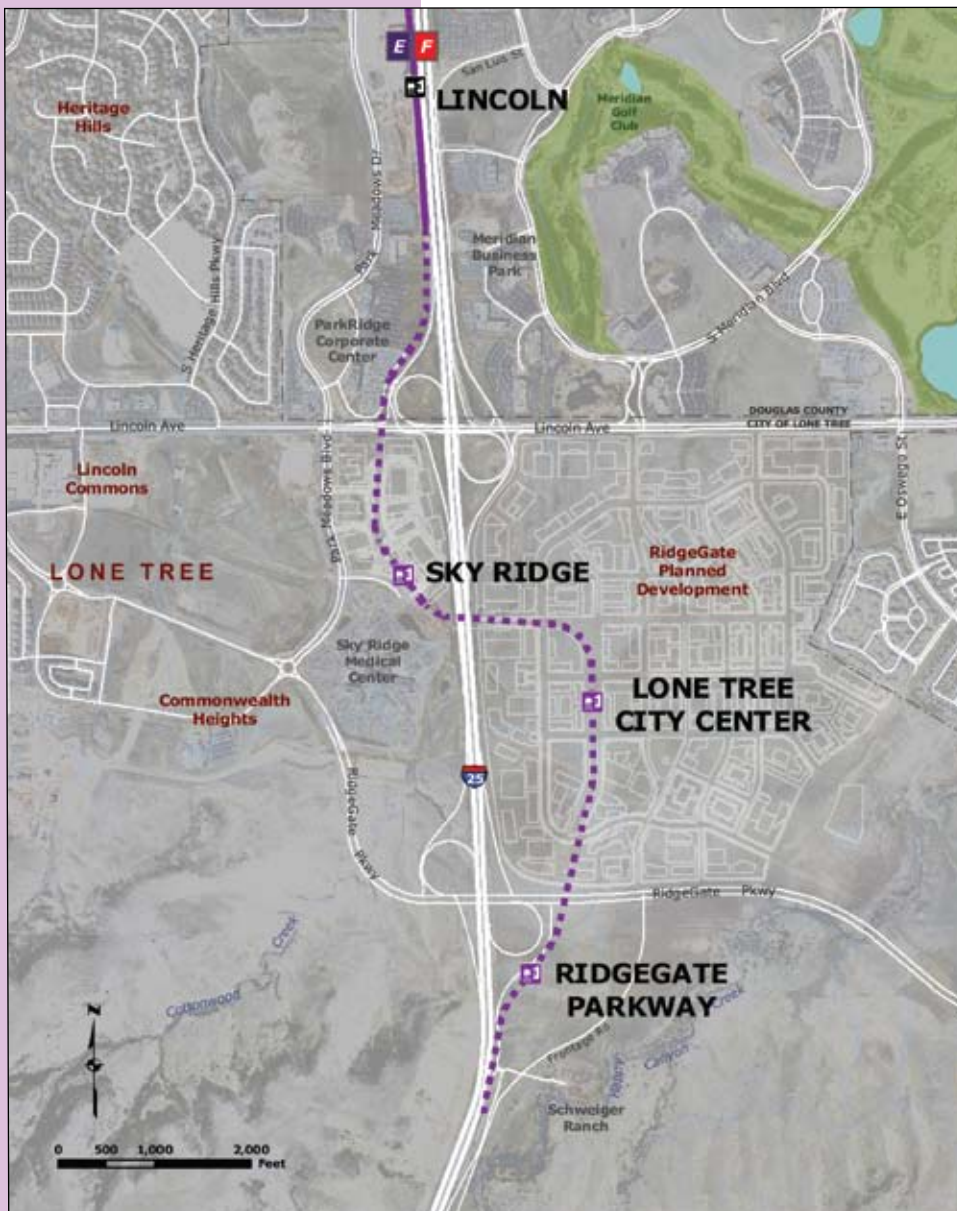 E F
LINCOLN
San Luis St
Heritage
Hills
Meridian
Golf
Club
Park Meadows Dr
S Heritage Hills Pkwy
Meridian
Business
Park
S Meridian Blvd
ParkRidge
Corporate
Center
DOUGLAS COUNTY
CITY OF LONE TREE
Lincoln Ave
Lincoln Ave
Lincoln
Commons
Park Meadows Blvd
S Oswego St
LONE TREE
SKY RIDGE
RidgeGate
Planned
Development
Sky Ridge
Medical
Center
Commonwealth
Heights
LONE TREE
CITY CENTER
25
RidgeGate Pkwy
RidgeGate Pkwy
Cottonwood Creek
RIDGEGATE
PARKWAY
N
Frontage Rd
Happy Canyon Creek
Schweiger
Ranch
0 500 1,000 2,000
Feet